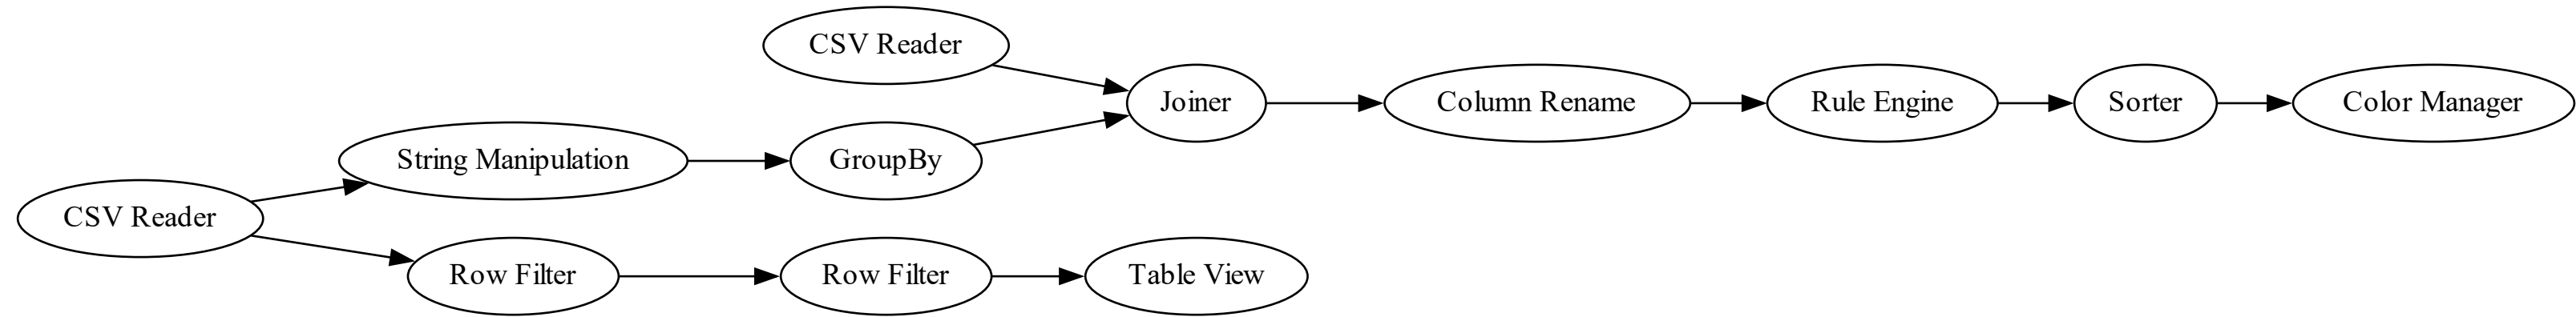 CSV Reader
CSV Reader
String Manipulation
GroupBy
Joiner
Column Rename
Rule Engine
Sorter
Color Manager
Row Filter
Row Filter
Table View